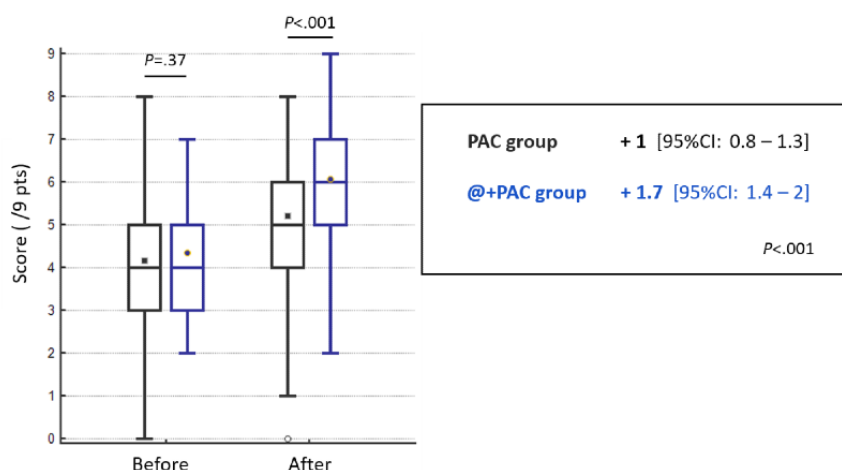 P<.001
P=.37
Score ( /9 pts)
9
8
7
6
5
4
3
2
1
0
Before After
PAC group + 1 [95%CI: 0.8 – 1.3]
@+PAC group + 1.7 [95%CI: 1.4 – 2]
P<.001